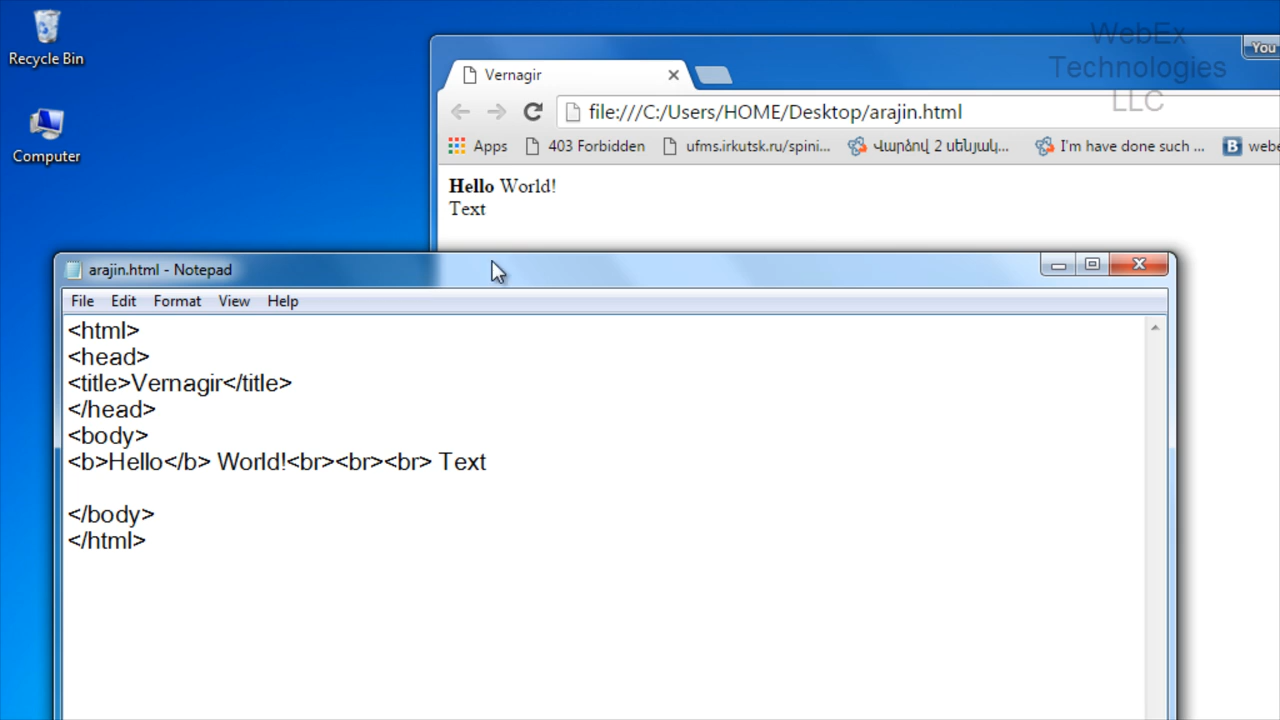 Recycle Bin
Computer
WebEx
Technologies
LLC
You
Vernagir
file:///C:/Users/HOME/Desktop/arajin.html
Apps
403 Forbidden
ufms.irkutsk.ru/spini...
Վարձով 2 սենյակ...
I'm have done such ...
B webe
Hello World!
Text
arajin.html - Notepad
File Edit Format View Help
<html>
<head>
<title>Vernagir</title>
</head>
<body>
<b>Hello</b> World!<br><br><br> Text
</body>
</html>